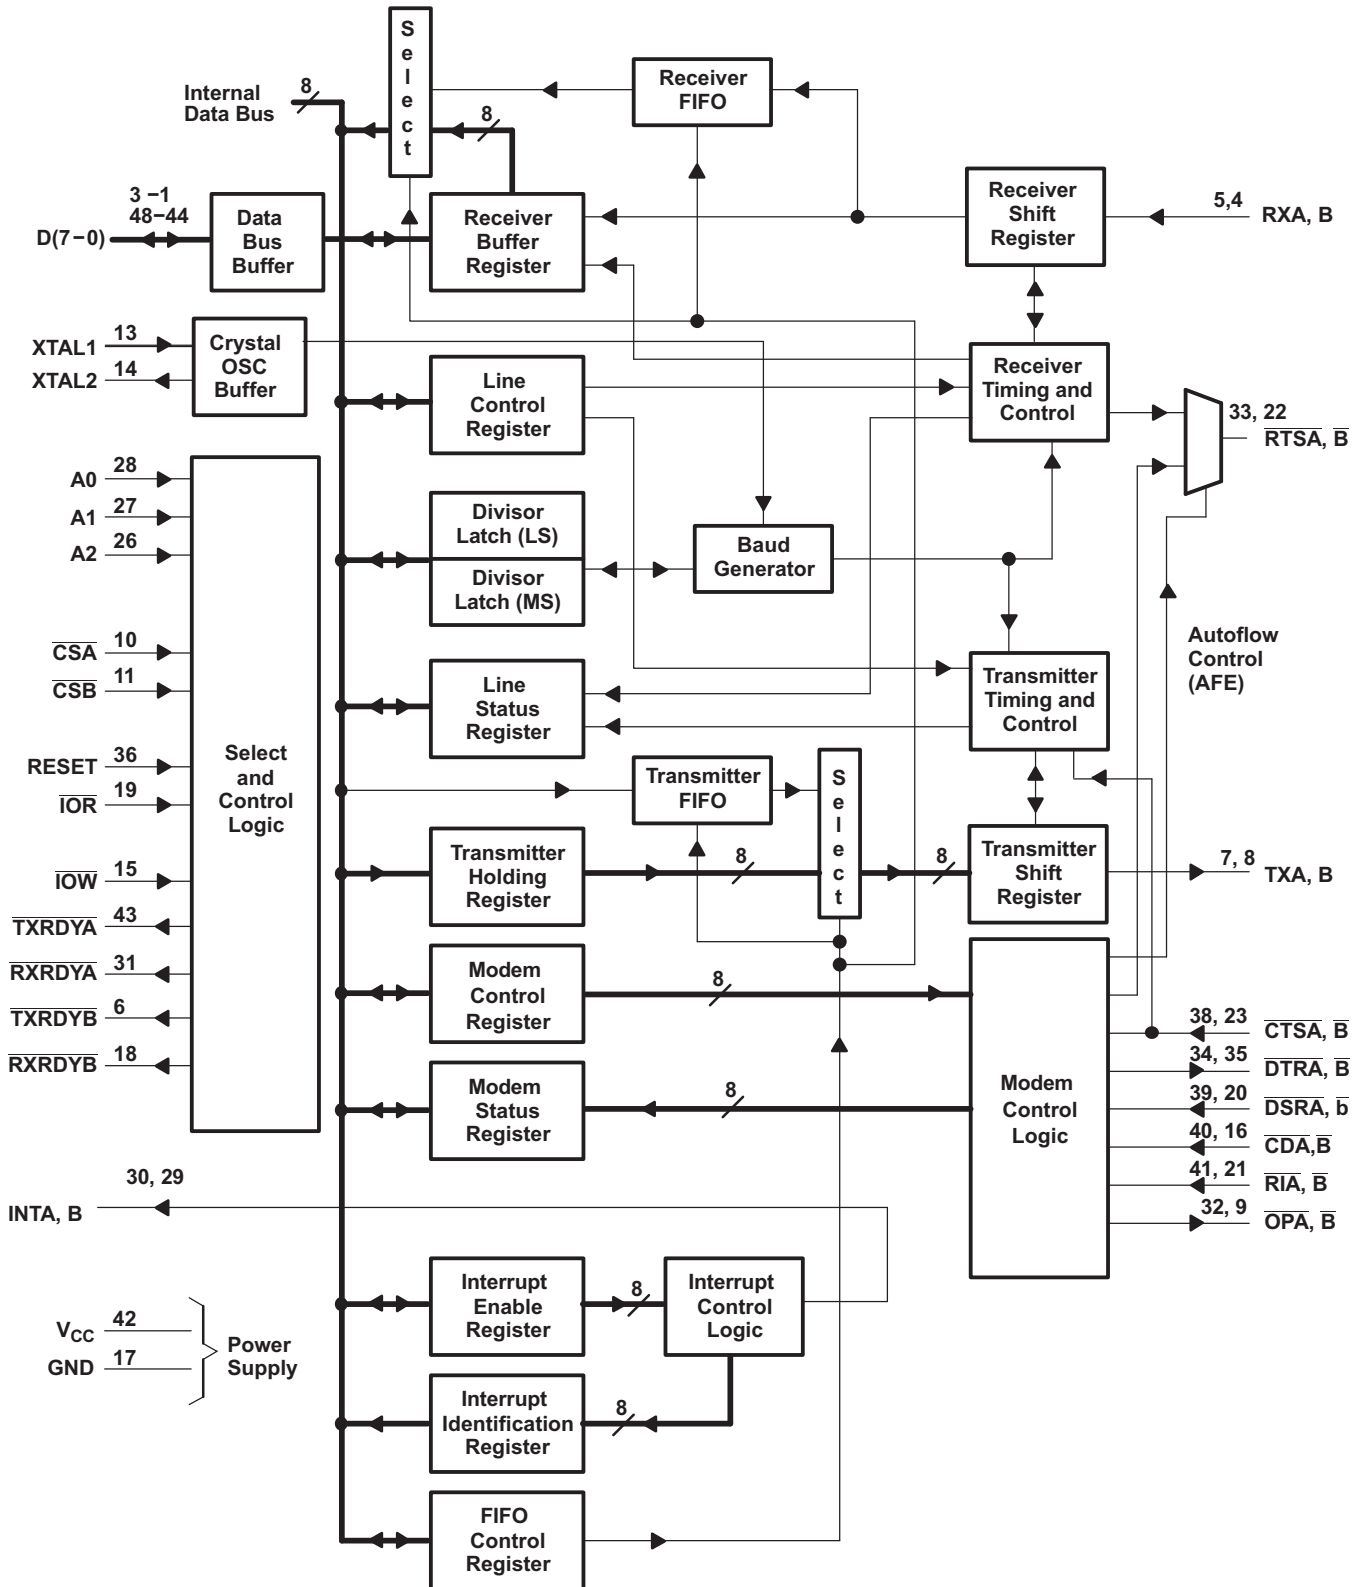 S
e
l
e
c
t
Internal
Data Bus
8
8
Receiver
FIFO
3 −1
48−44
D(7−0)
Data
Bus
Buffer
Receiver
Buffer
Register
Receiver
Shift
Register
5,4
RXA, B
XTAL1
13
XTAL2
14
Crystal
OSC
Buffer
Line
Control
Register
Receiver
Timing and
Control
33, 22
RTSA, B
A0
28
A1
27
A2
26
Divisor
Latch (LS)
Divisor
Latch (MS)
Baud
Generator
CSA
10
CSB
11
Line
Status
Register
Transmitter
Timing and
Control
Autoflow
Control
(AFE)
RESET
36
IOR
19
Select
and
Control
Logic
Transmitter
FIFO
S
e
l
e
c
t
IOW
15
TXRDYA
43
RXRDYA
31
TXRDYB
6
RXRDYB
18
Transmitter
Holding
Register
8
8
Transmitter
Shift
Register
7, 8
TXA, B
Modem
Control
Register
8
Modem
Status
Register
8
Modem
Control
Logic
38, 23
CTSA, B
34, 35
DTRA, B
39, 20
DSRA, b
40, 16
CDA,B
41, 21
RIA, B
32, 9
OPA, B
30, 29
INTA, B
Interrupt
Enable
Register
8
Interrupt
Control
Logic
VCC
42
GND
17
Power
Supply
Interrupt
Identification
Register
8
FIFO
Control
Register